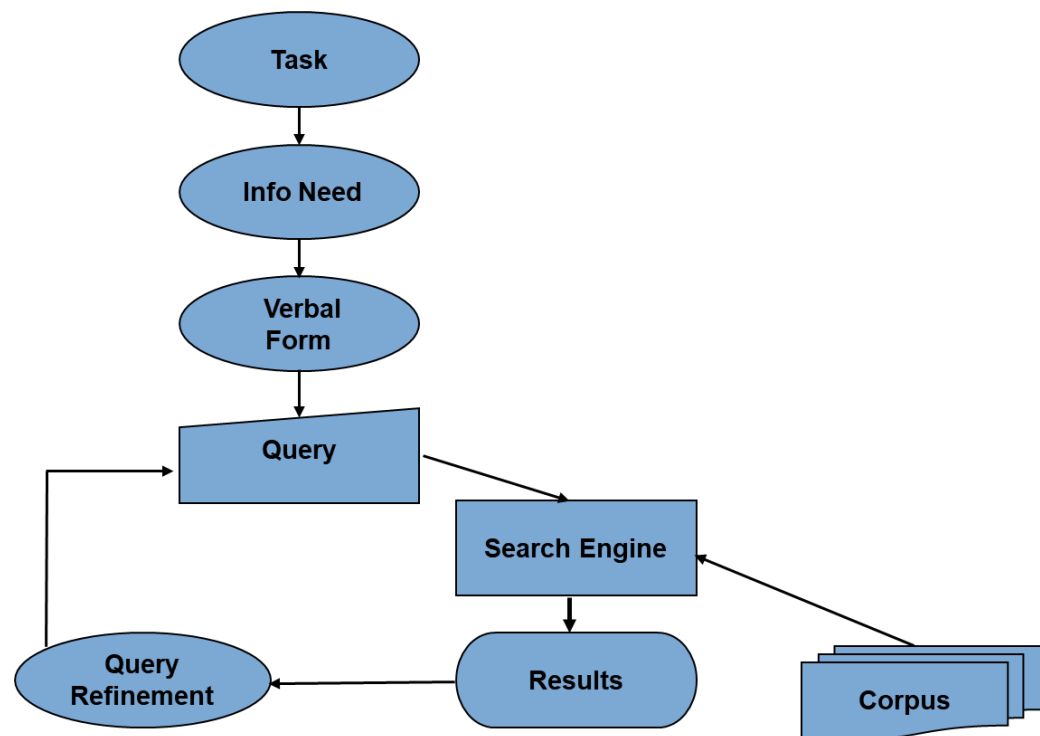 Task
Info Need
Verbal
Form
Query
Search Engine
Query
Refinement
Results
Corpus